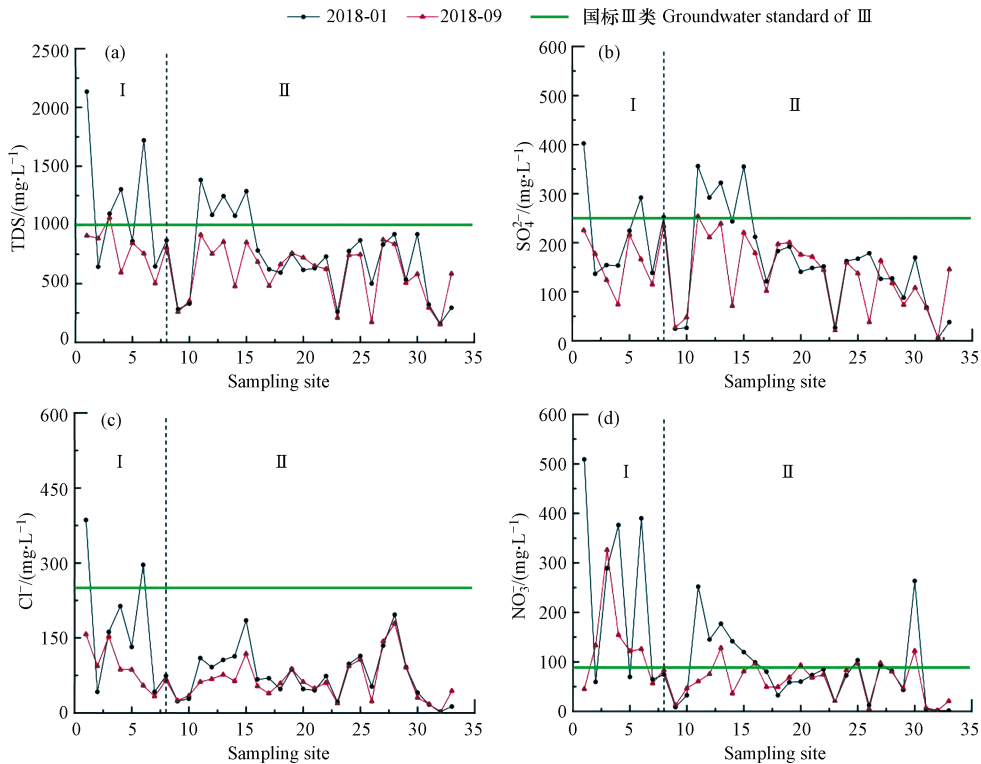 2018-01 2018-09 国标Ⅲ类 Groundwater standard of Ⅲ
(a)
Ⅰ Ⅱ
2500
2000
1500
1000
500
0
TDS/(mg·L⁻¹)
0 5 10 15 20 25 30 35
Sampling site
(b)
Ⅰ Ⅱ
600
500
400
300
200
100
0
SO₄²⁻/(mg·L⁻¹)
0 5 10 15 20 25 30 35
Sampling site
(c)
Ⅰ Ⅱ
600
450
300
150
0
Cl⁻/(mg·L⁻¹)
0 5 10 15 20 25 30 35
Sampling site
(d)
Ⅰ Ⅱ
600
500
400
300
200
100
0
NO₃⁻/(mg·L⁻¹)
0 5 10 15 20 25 30 35
Sampling site